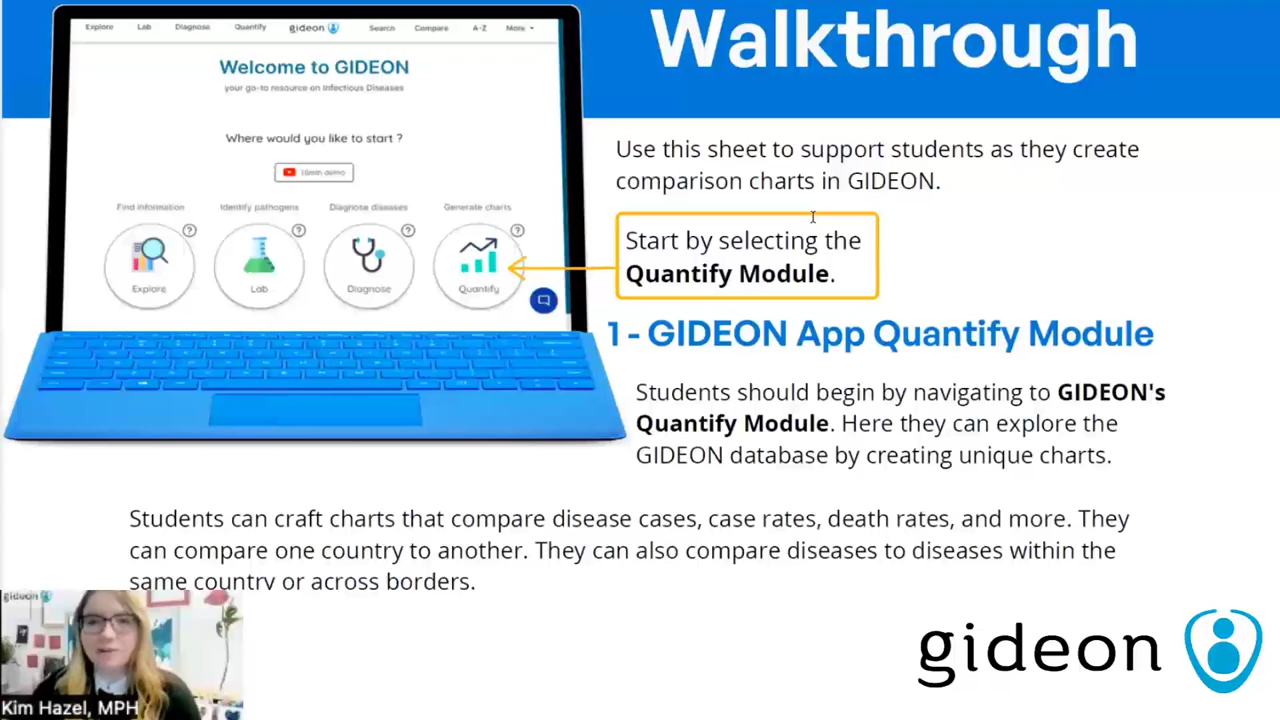 Walkthrough
Explore Lab Diagnose Quantify gideon Search Compare A-Z More
Welcome to GIDEON
your go-to resource on Infectious Diseases
Where would you like to start ?
10min demo
Find information Identify pathogens Diagnose diseases Generate charts
? ? ? ?
Explore Lab Diagnose Quantify
Use this sheet to support students as they create
comparison charts in GIDEON.
Start by selecting the
Quantify Module.
1 - GIDEON App Quantify Module
Students should begin by navigating to GIDEON's
Quantify Module. Here they can explore the
GIDEON database by creating unique charts.
Students can craft charts that compare disease cases, case rates, death rates, and more. They
can compare one country to another. They can also compare diseases to diseases within the
same country or across borders.
gideon
Kim Hazel, MPH
gideon